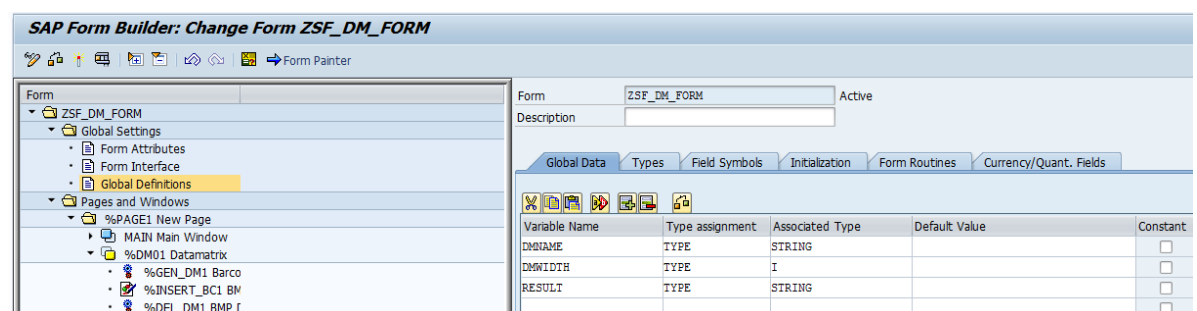 SAP Form Builder: Change Form ZSF_DM_FORM
Form Painter
Form
ZSF_DM_FORM
Global Settings
Form Attributes
Form Interface
Global Definitions
Pages and Windows
%PAGE1 New Page
MAIN Main Window
%DM01 Datamatrix
%GEN_DM1 Barco
%INSERT_BC1 BM
%DEL_DM1 BMP
Form ZSF_DM_FORM Active
Description
Global Data Types Field Symbols Initialization Form Routines Currency/Quant. Fields
Variable Name Type assignment Associated Type Default Value Constant
DMNAME TYPE STRING
DMWIDTH TYPE I
RESULT TYPE STRING